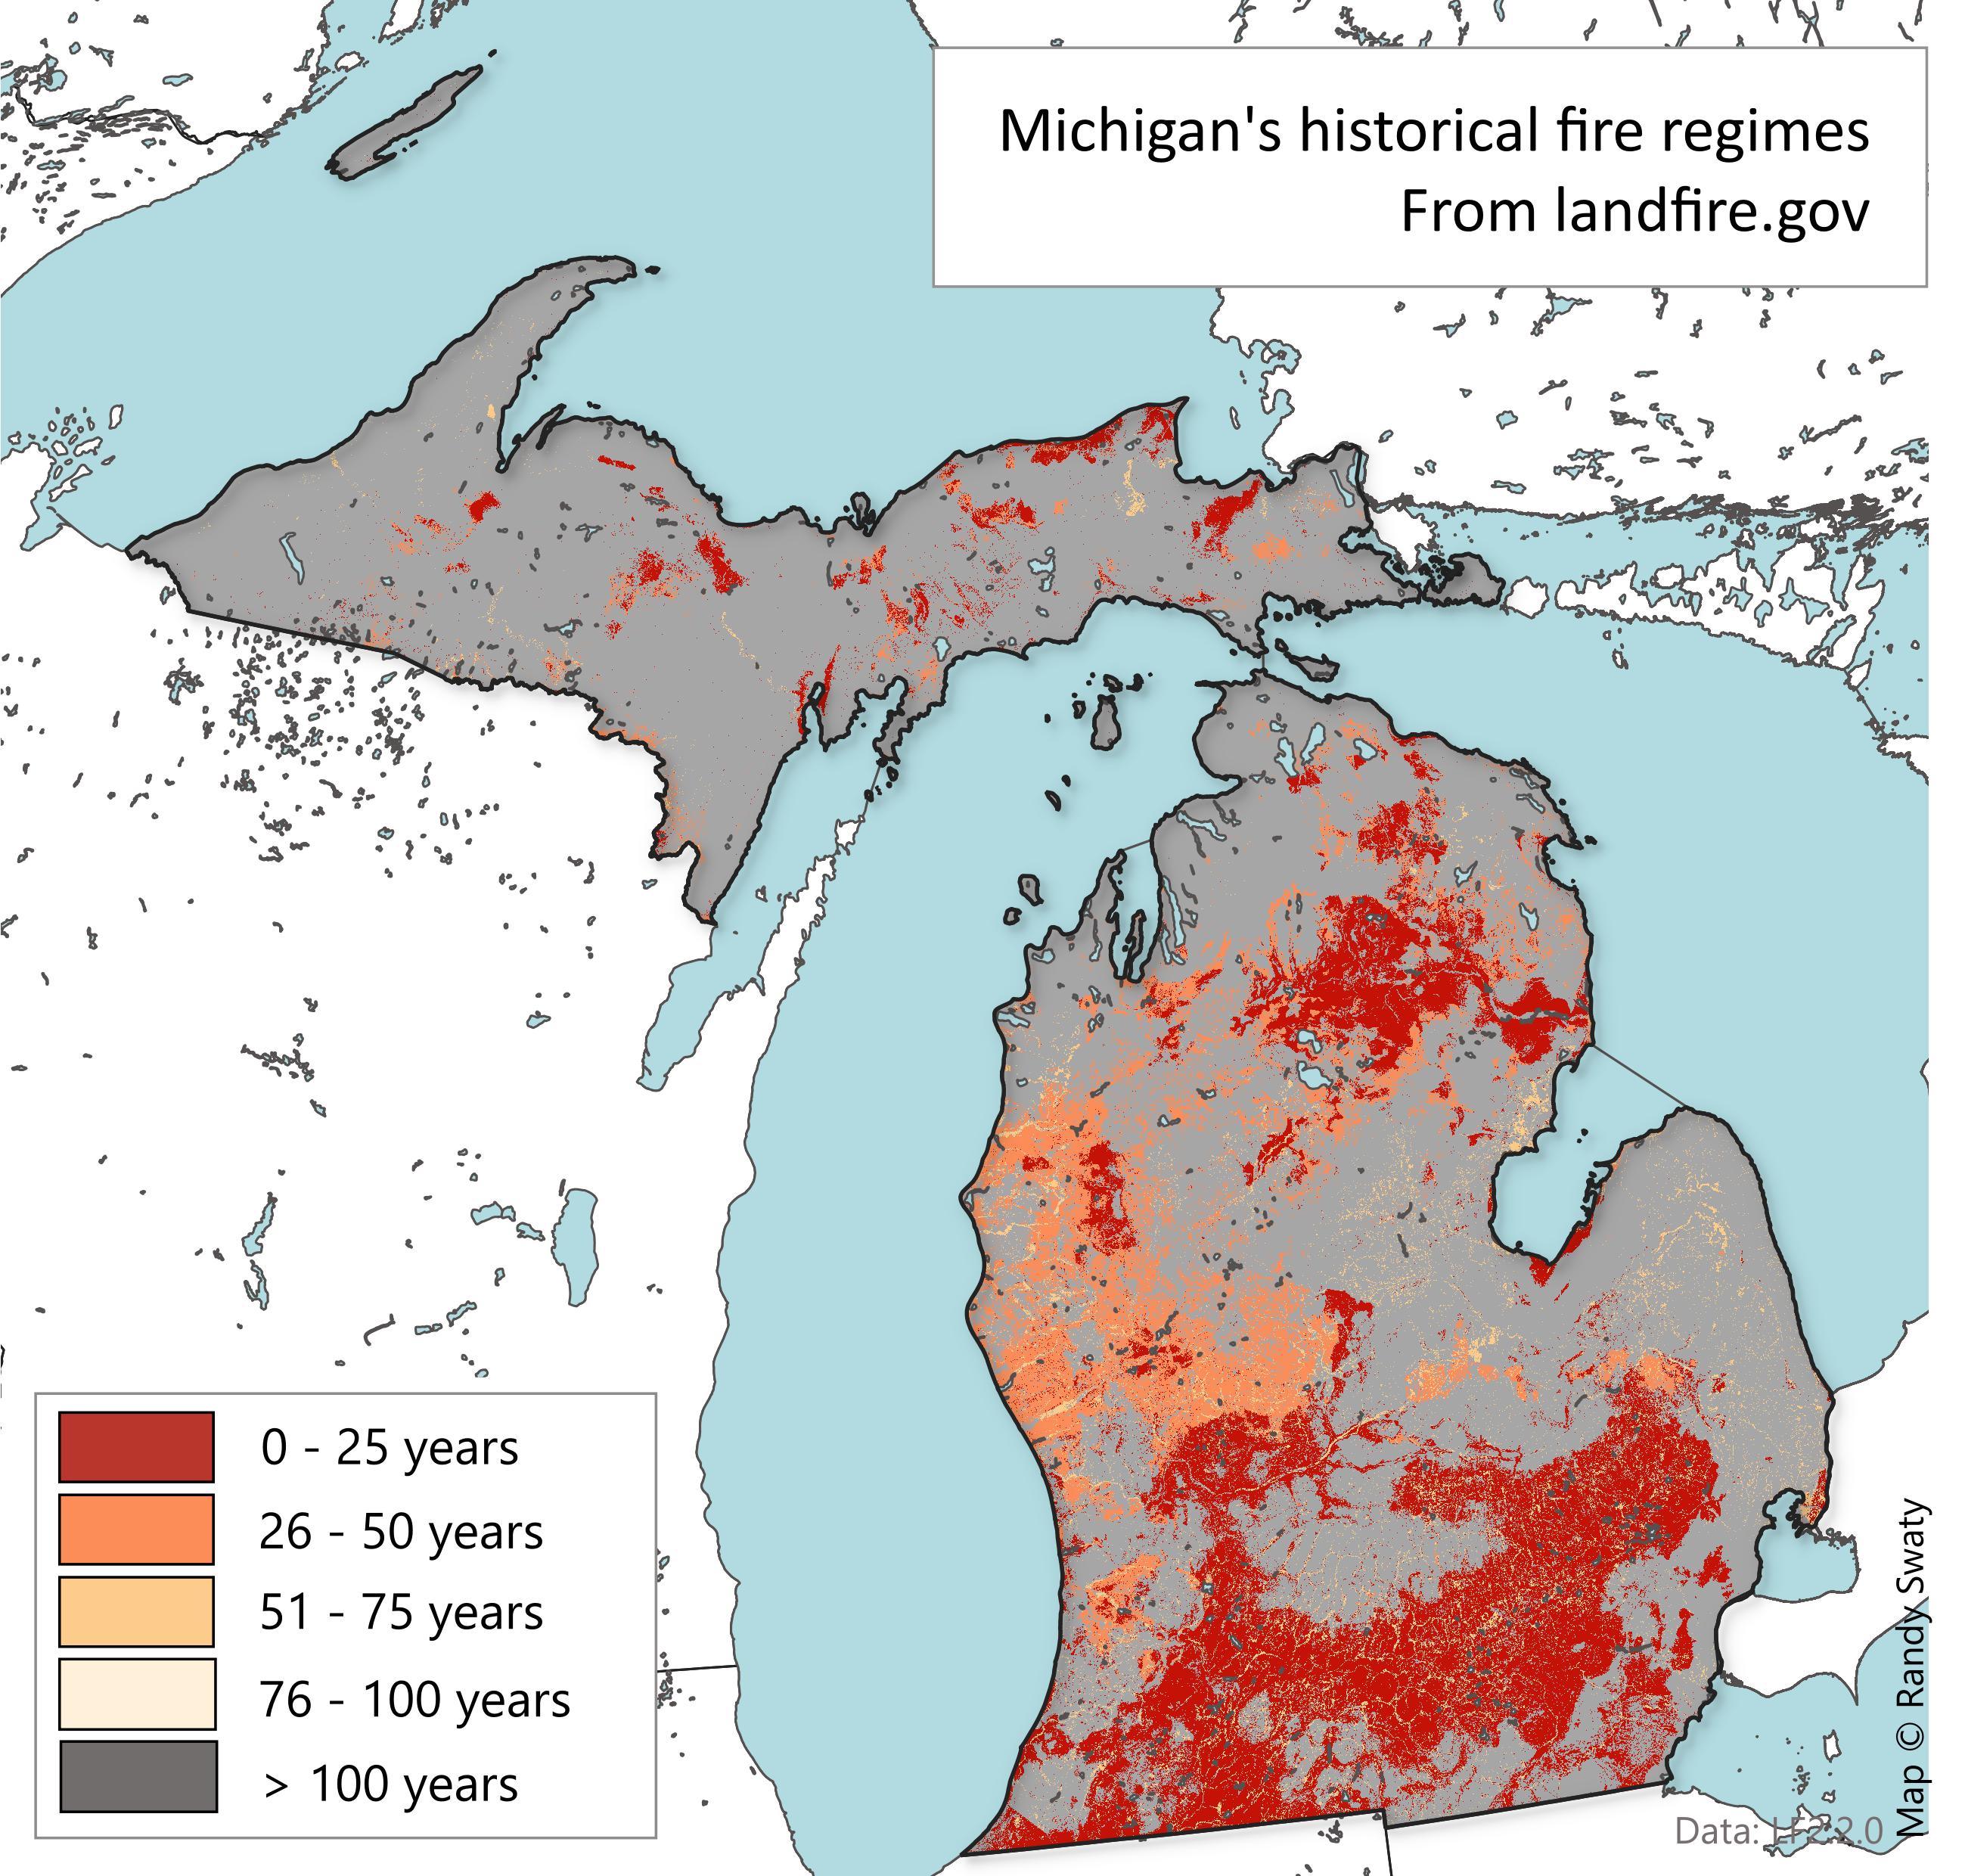 Michigan's historical fire regimes
From landfire.gov
0 - 25 years
26 - 50 years
51 - 75 years
76 - 100 years
> 100 years
Map © Randy Swaty
Data: LF2.2.0